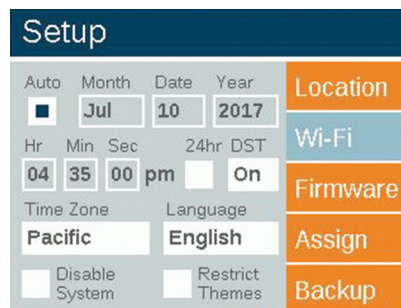 Setup
Auto Month Date Year
Jul 10 2017
Hr Min Sec 24hr DST
04 35 00 pm On
Time Zone Language
Pacific English
Disable System
Restrict Themes
Location
Wi-Fi
Firmware
Assign
Backup